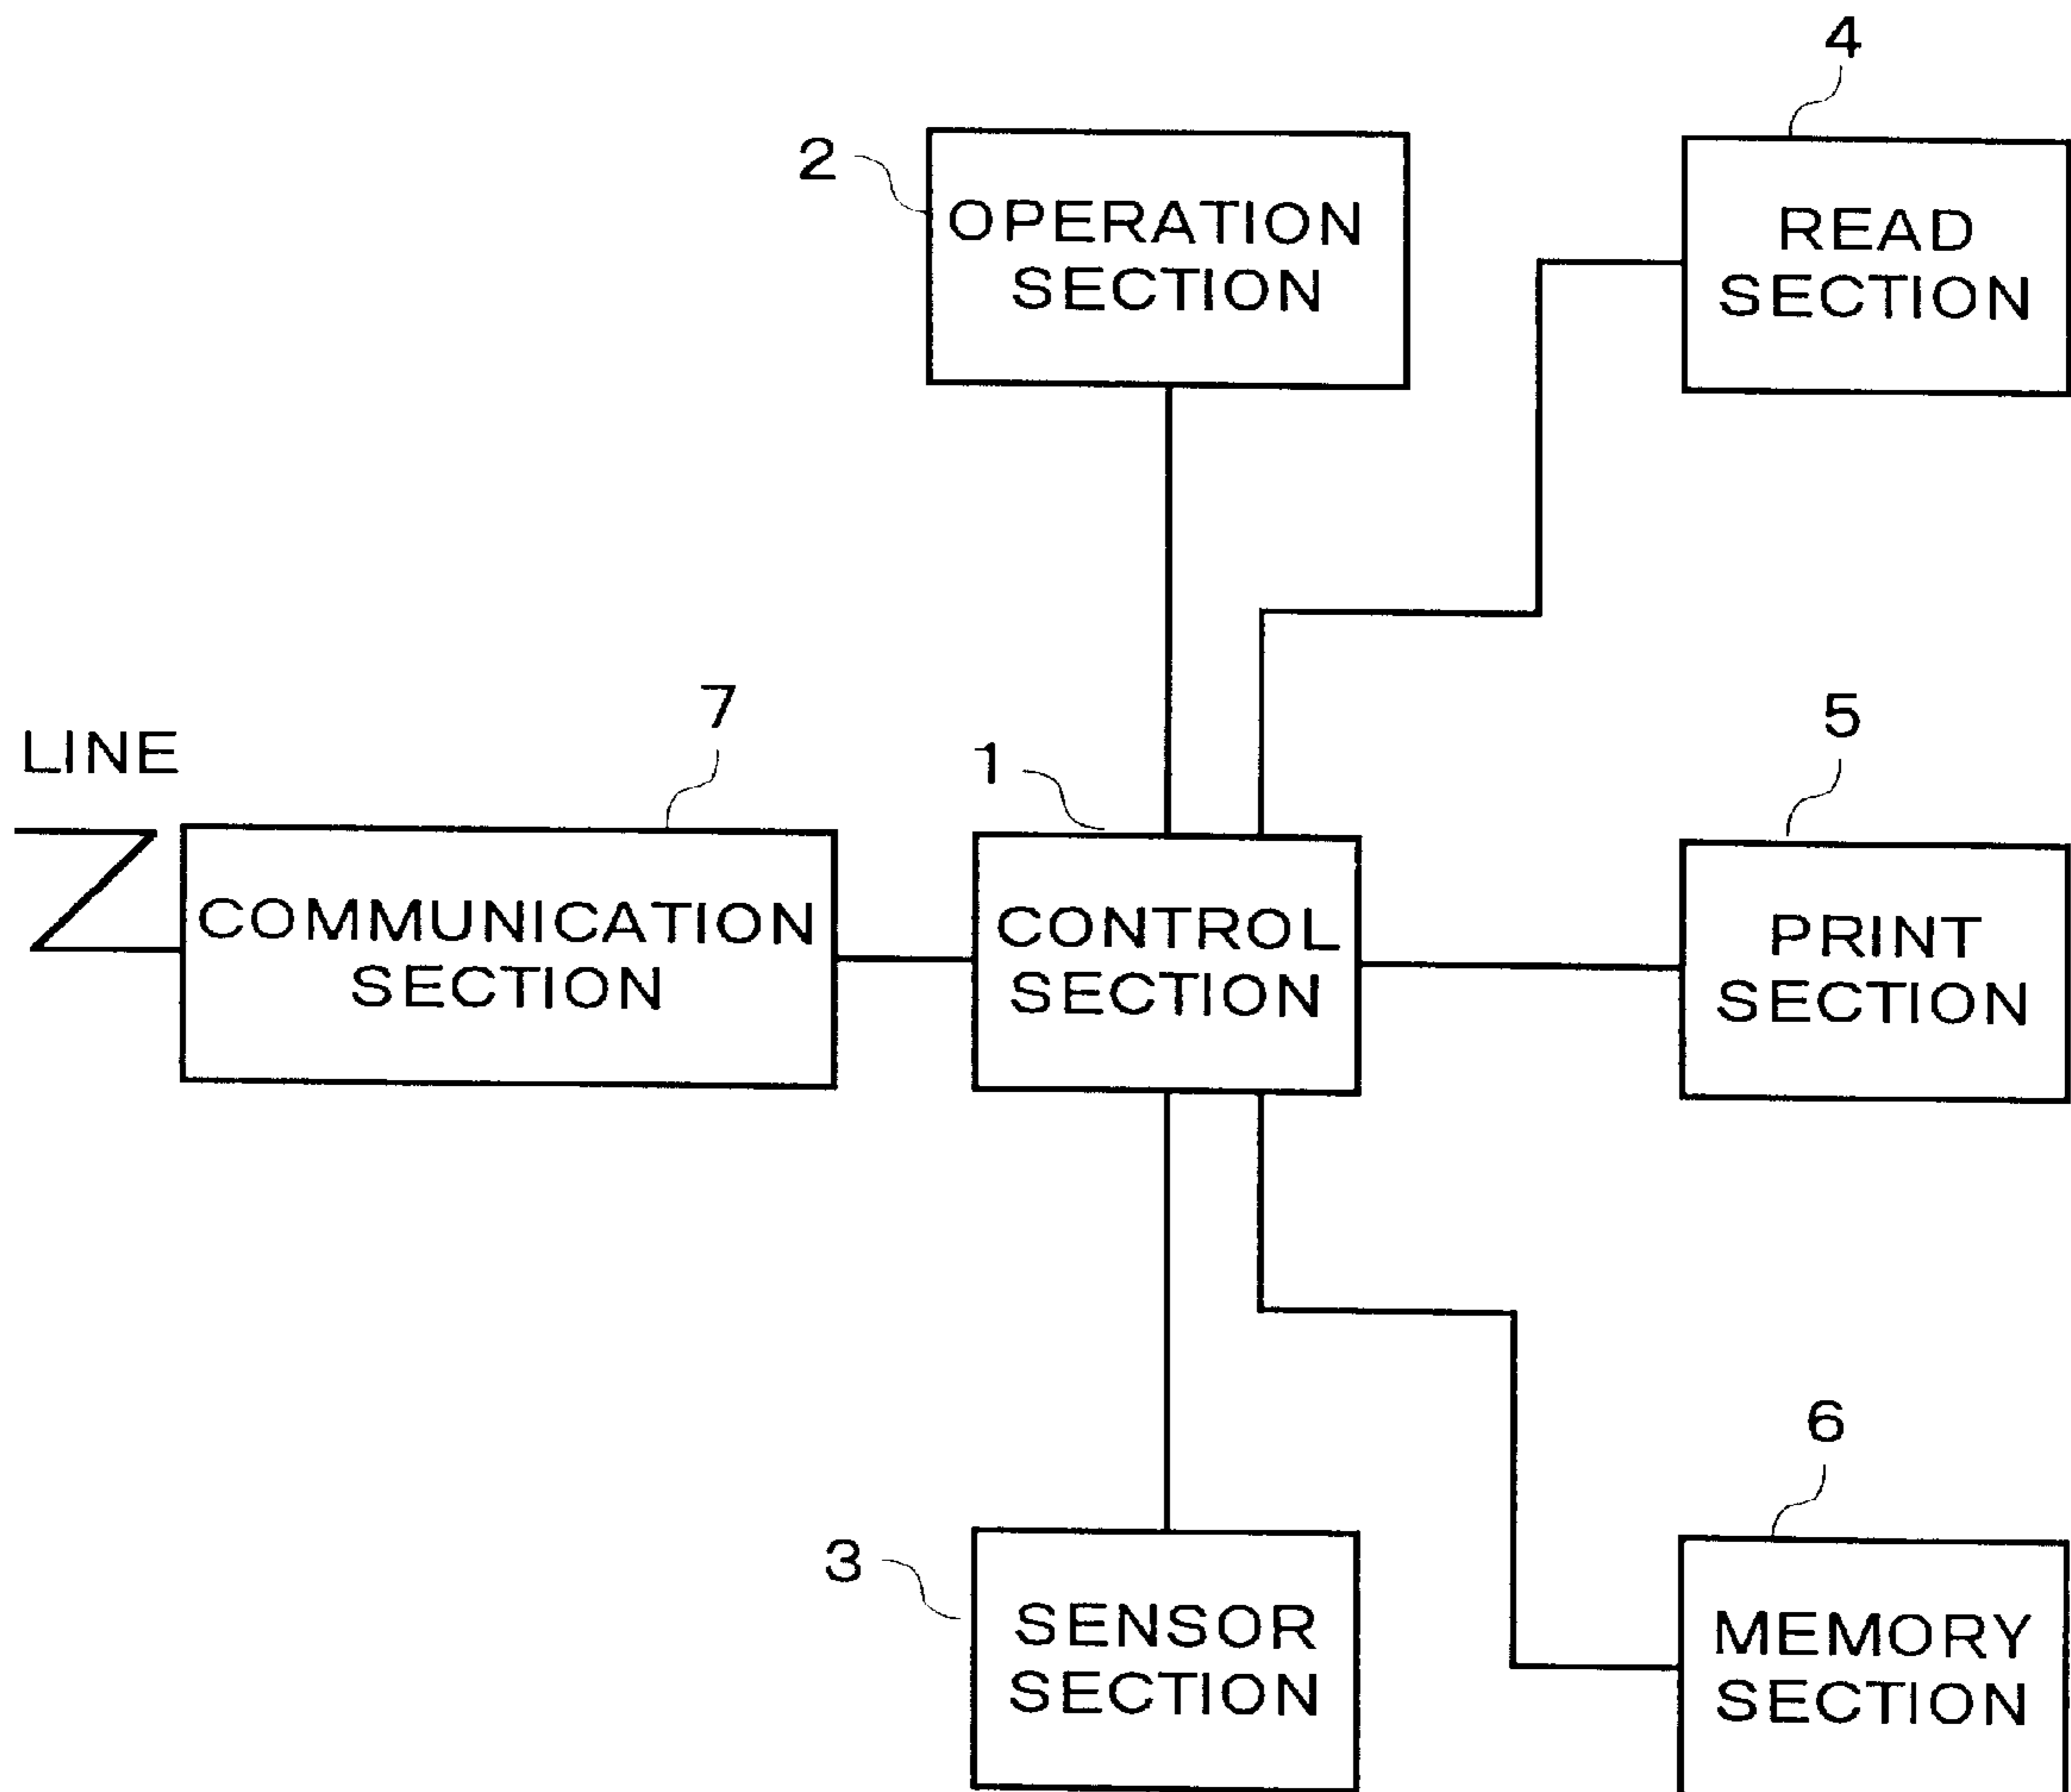 4
2
OPERATION
SECTION
READ
SECTION
7
5
LINE
1
COMMUNICATION
SECTION
CONTROL
SECTION
PRINT
SECTION
6
3
SENSOR
SECTION
MEMORY
SECTION